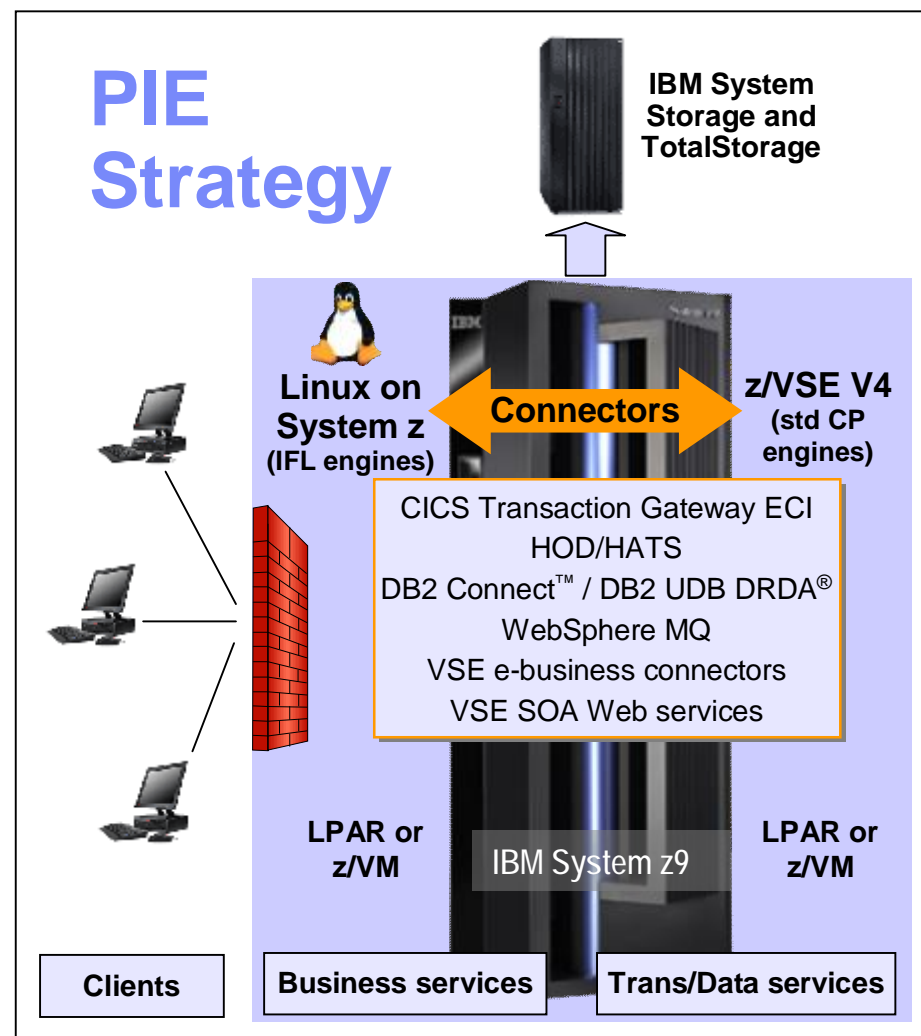 PIE
Strategy
IBM System
Storage and
TotalStorage
IBM
Linux on
System z
(IFL engines)
Connectors
z/VSE V4
(std CP
engines)
CICS Transaction Gateway ECI
HOD/HATS
DB2 Connect™ / DB2 UDB DRDA®
WebSphere MQ
VSE e-business connectors
VSE SOA Web services
LPAR or
z/VM
IBM System z9
LPAR or
z/VM
Clients
Business services
Trans/Data services